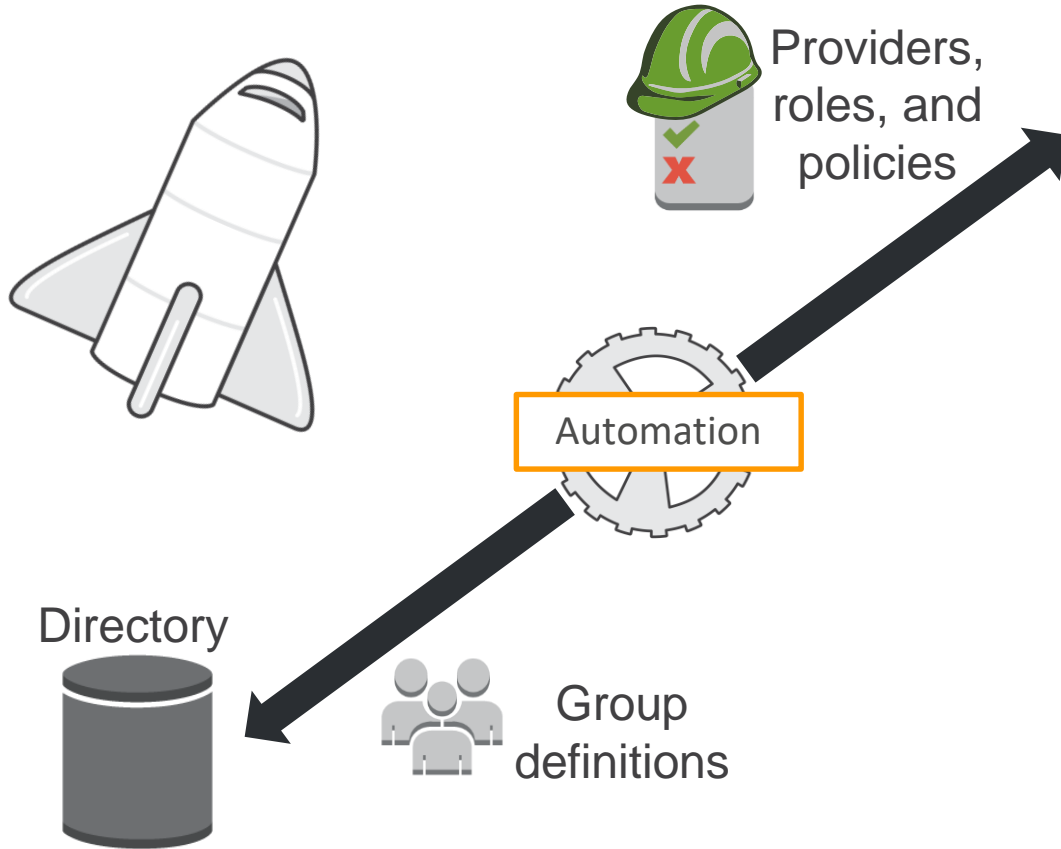 Providers,
roles, and
policies
Automation
Directory
Group
definitions